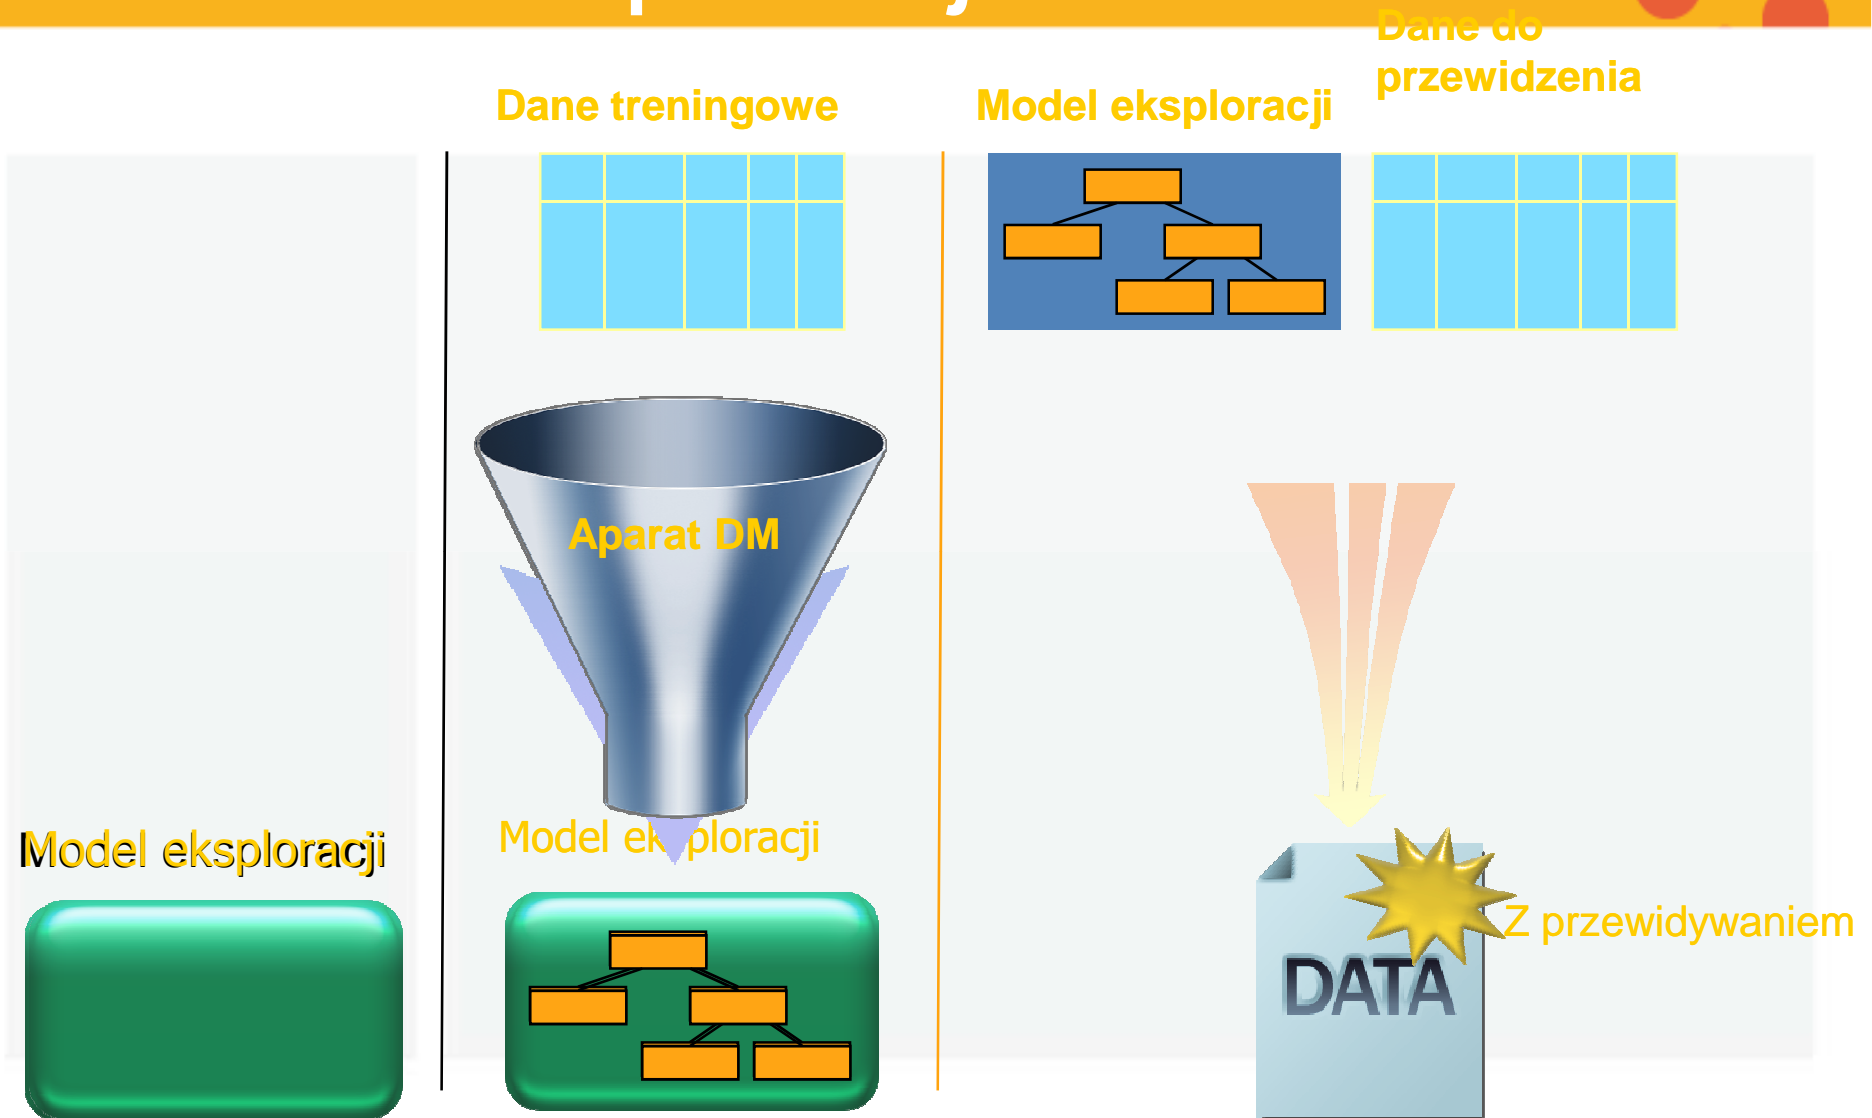 Dane do
przewidzenia
Dane treningowe
Model eksploracji
Aparat DM
Model eksploracji
Model eksploracji
Z przewidywaniem
DATA